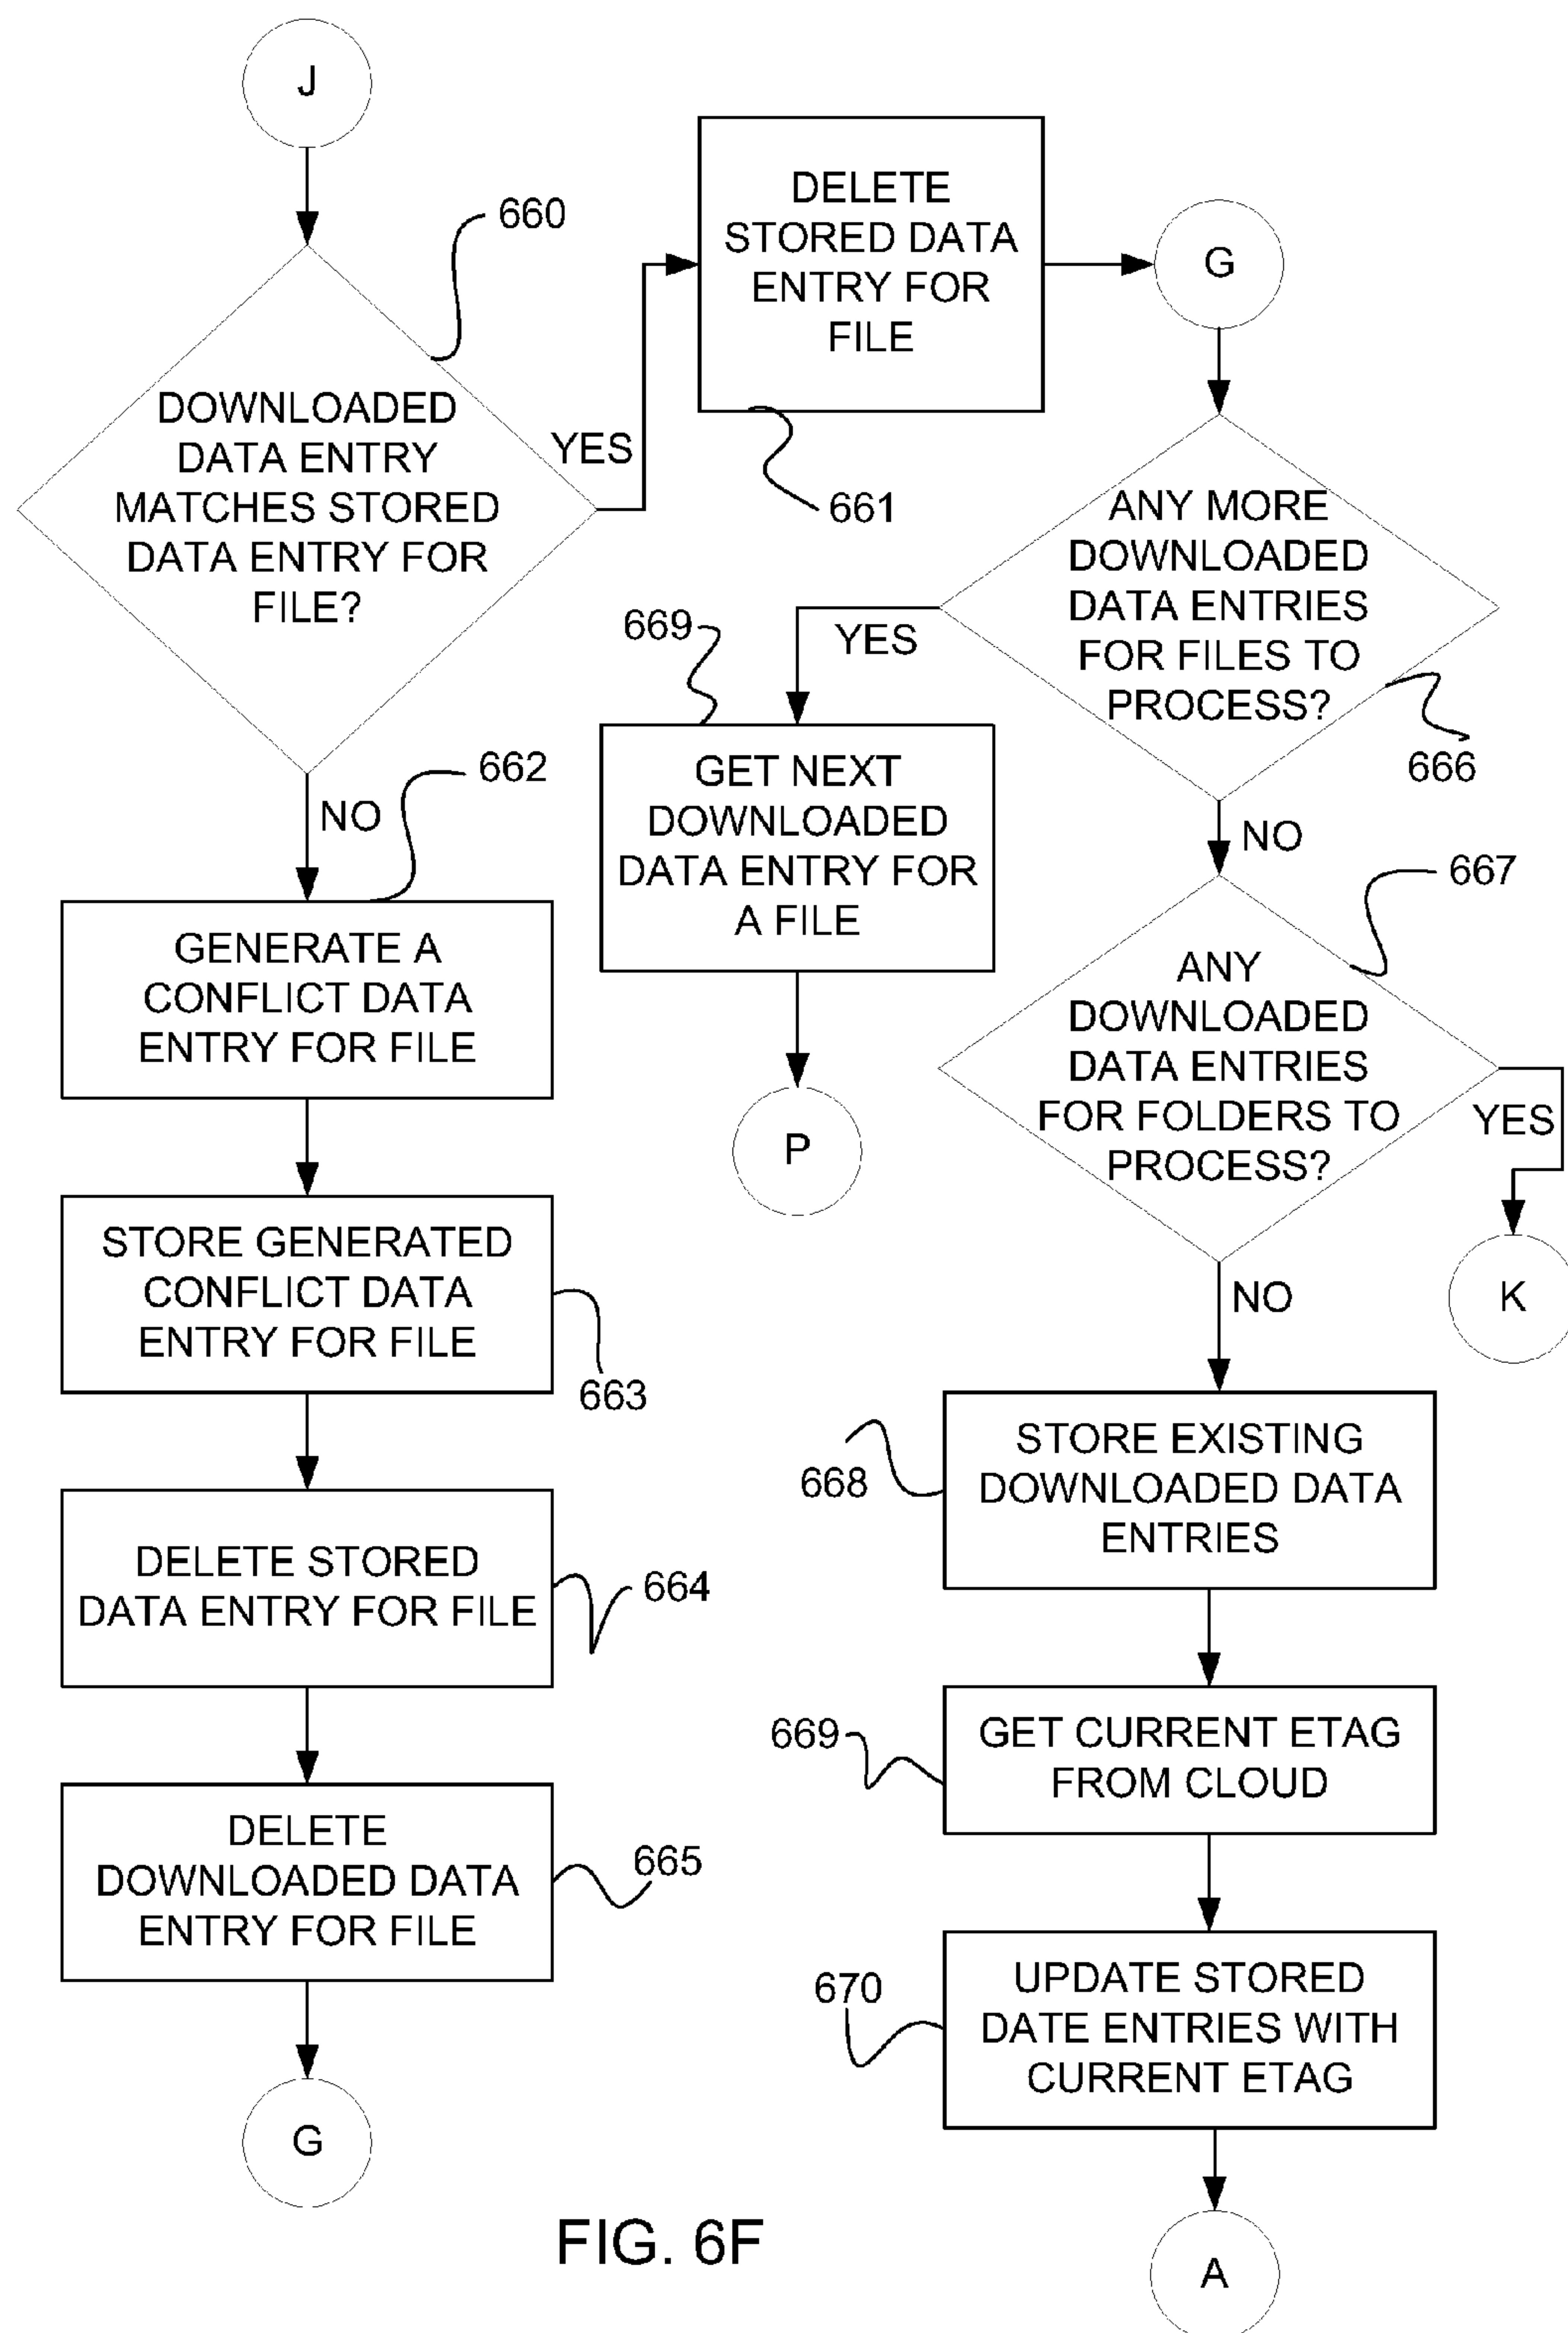 J
660
DOWNLOADED
DATA ENTRY
MATCHES STORED
DATA ENTRY FOR
FILE?
YES
NO
DELETE
STORED DATA
ENTRY FOR
FILE
661
G
662
GENERATE A
CONFLICT DATA
ENTRY FOR FILE
STORE GENERATED
CONFLICT DATA
ENTRY FOR FILE
663
DELETE STORED
DATA ENTRY FOR FILE
664
DELETE
DOWNLOADED DATA
ENTRY FOR FILE
665
G
ANY MORE
DOWNLOADED
DATA ENTRIES
FOR FILES TO
PROCESS?
666
YES
669
GET NEXT
DOWNLOADED
DATA ENTRY FOR
A FILE
P
NO
667
ANY
DOWNLOADED
DATA ENTRIES
FOR FOLDERS TO
PROCESS?
YES
K
NO
STORE EXISTING
DOWNLOADED DATA
ENTRIES
668
GET CURRENT ETAG
FROM CLOUD
669
UPDATE STORED
DATE ENTRIES WITH
CURRENT ETAG
670
A
FIG. 6F